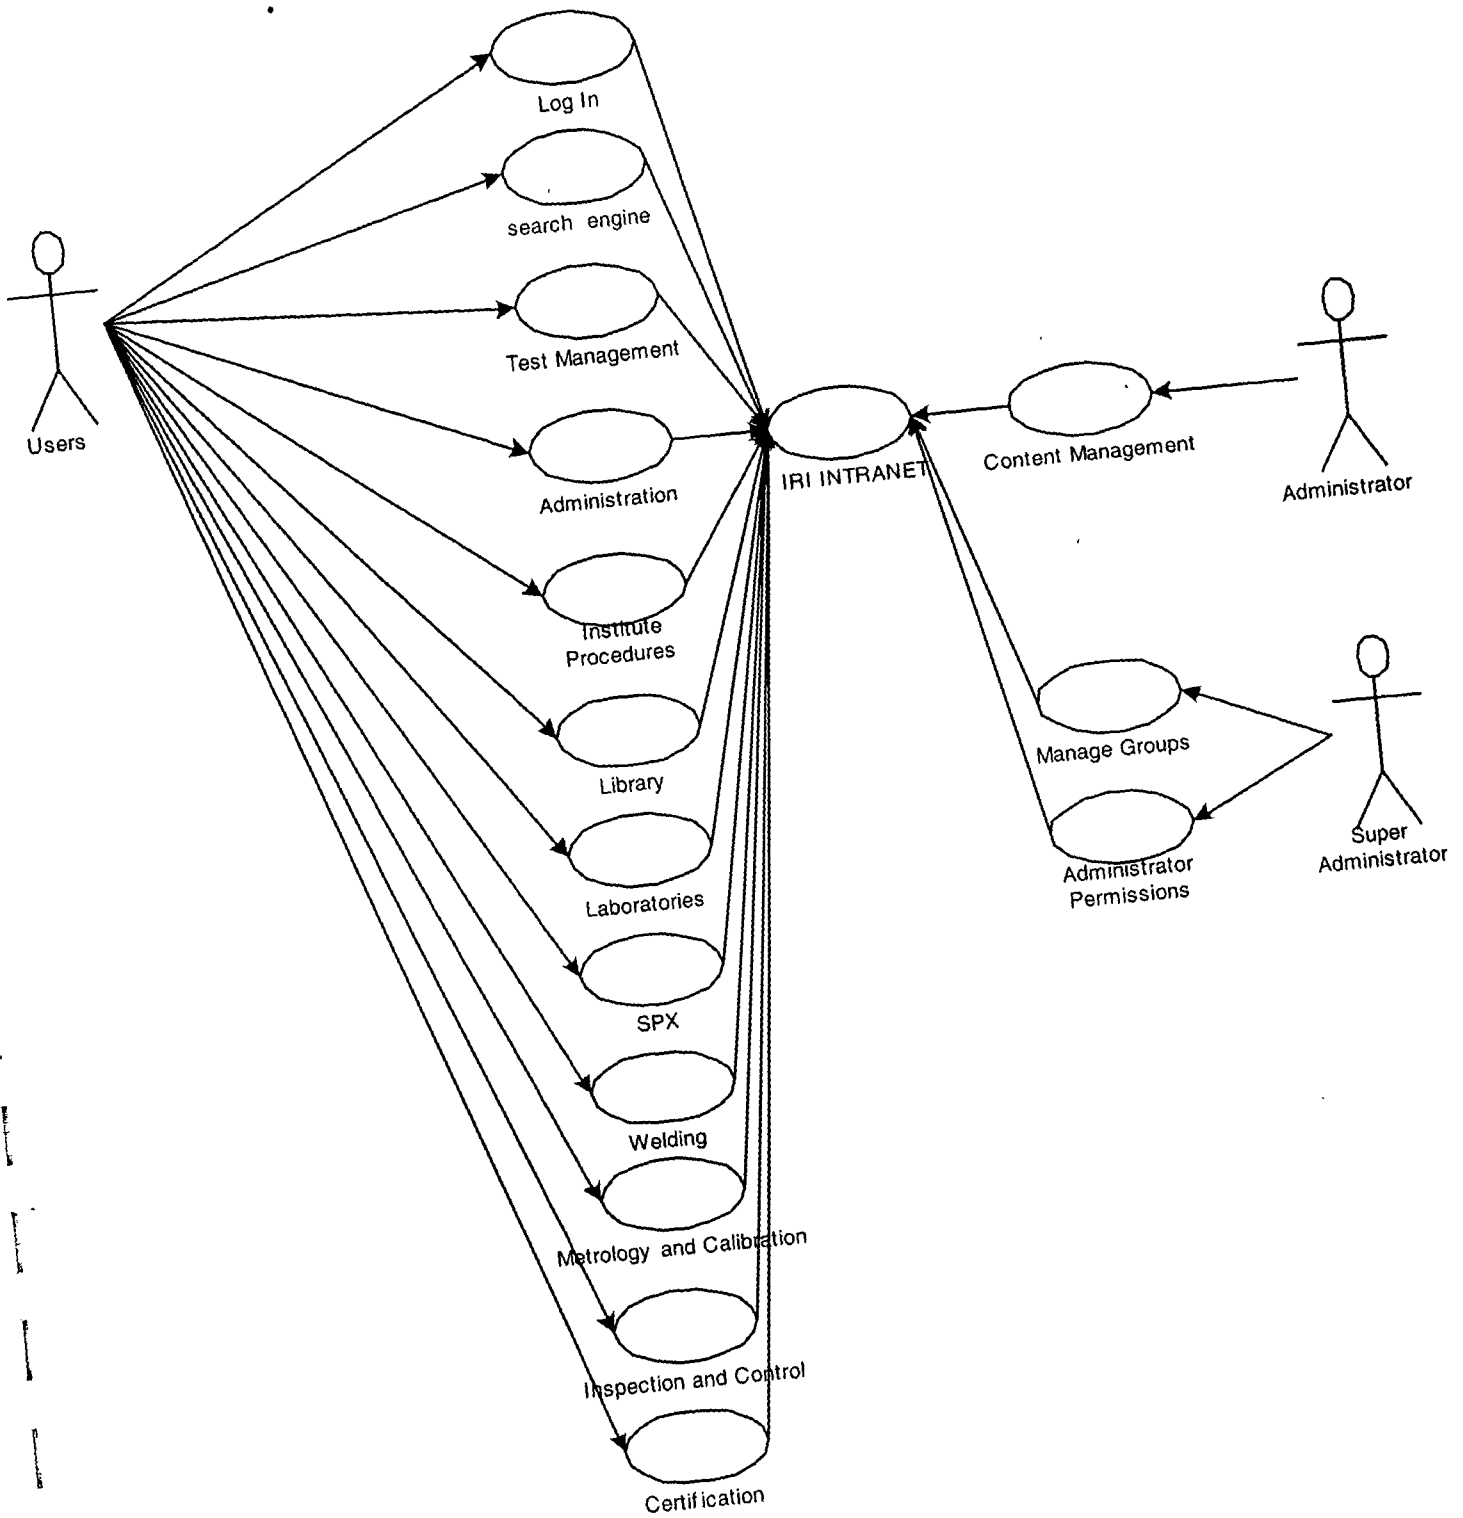 Log In
search engine
Test Management
Users
Administration
IRI INTRANET
Content Management
Administrator
Institute
Procedures
Library
Manage Groups
Laboratories
Administrator
Permissions
Super
Administrator
SPX
Welding
Metrology and Calibration
Inspection and Control
Certification